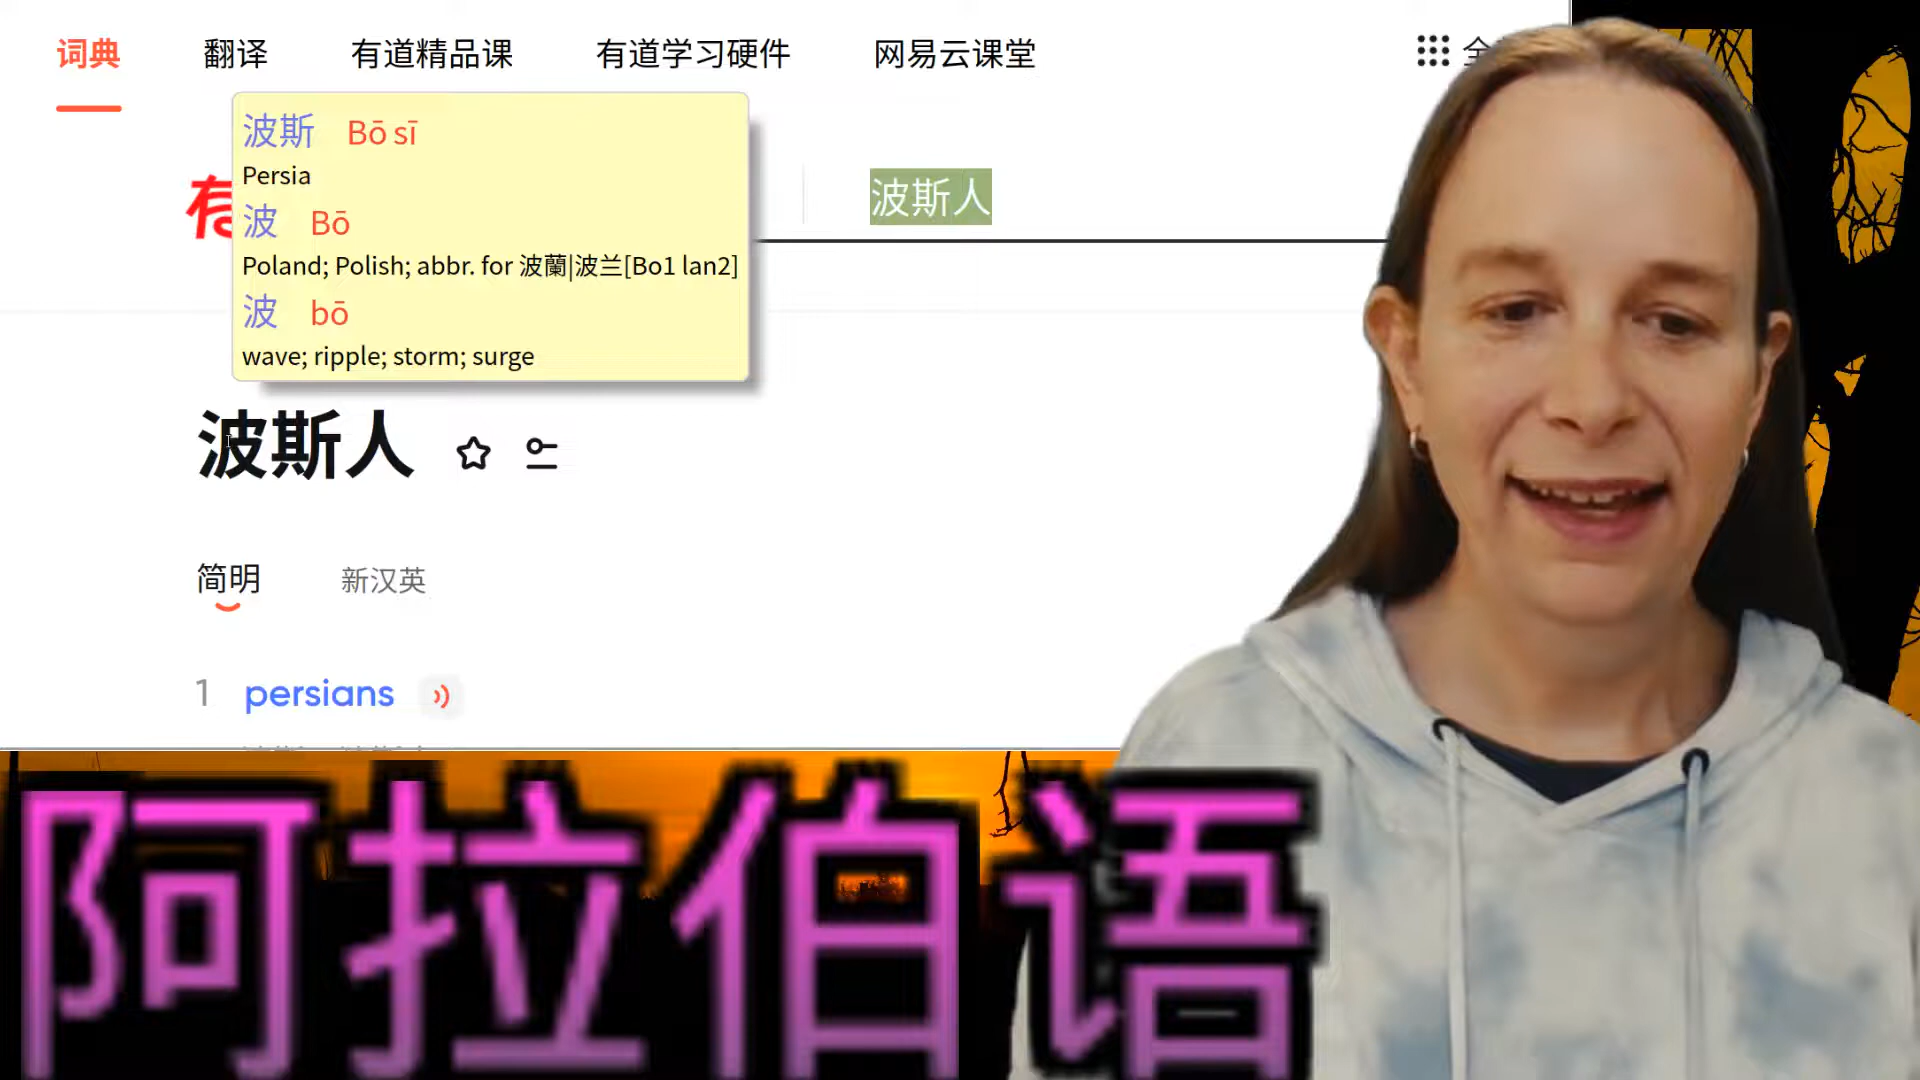 词典 翻译 有道精品课 有道学习硬件 网易云课堂 全
波斯 Bō sī
Persia
波 Bō
Poland; Polish; abbr. for 波蘭|波兰[Bo1 lan2]
波 bō
wave; ripple; storm; surge
有
波斯人
波斯人
简明 新汉英
1 persians
阿拉伯语